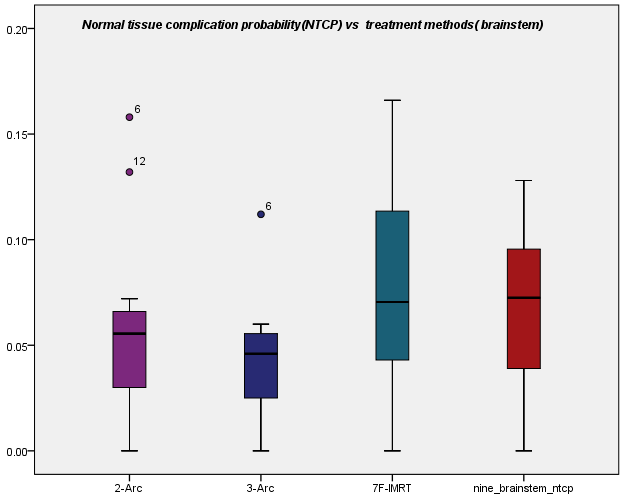 Normal tissue complication probability(NTCP) vs treatment methods( brainstem)
0.20
0.15
0.10
0.05
0.00
6
12
6
2-Arc
3-Arc
7F-IMRT
nine_brainstem_ntcp